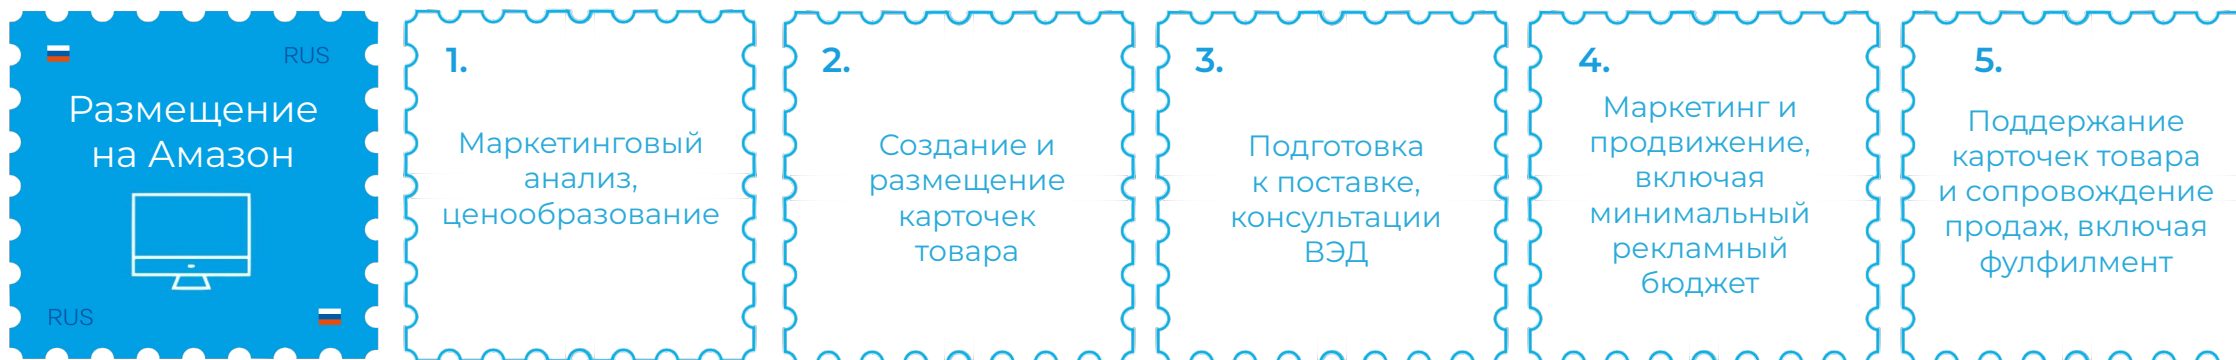 RUS
Размещение
на Амазон
RUS
1.
Маркетинговый
анализ,
ценообразование
2.
Создание и
размещение
карточек
товара
3.
Подготовка
к поставке,
консультации
ВЭД
4.
Маркетинг и
продвижение,
включая
минимальный
рекламный
бюджет
5.
Поддержание
карточек товара
и сопровождение
продаж, включая
фулфилмент